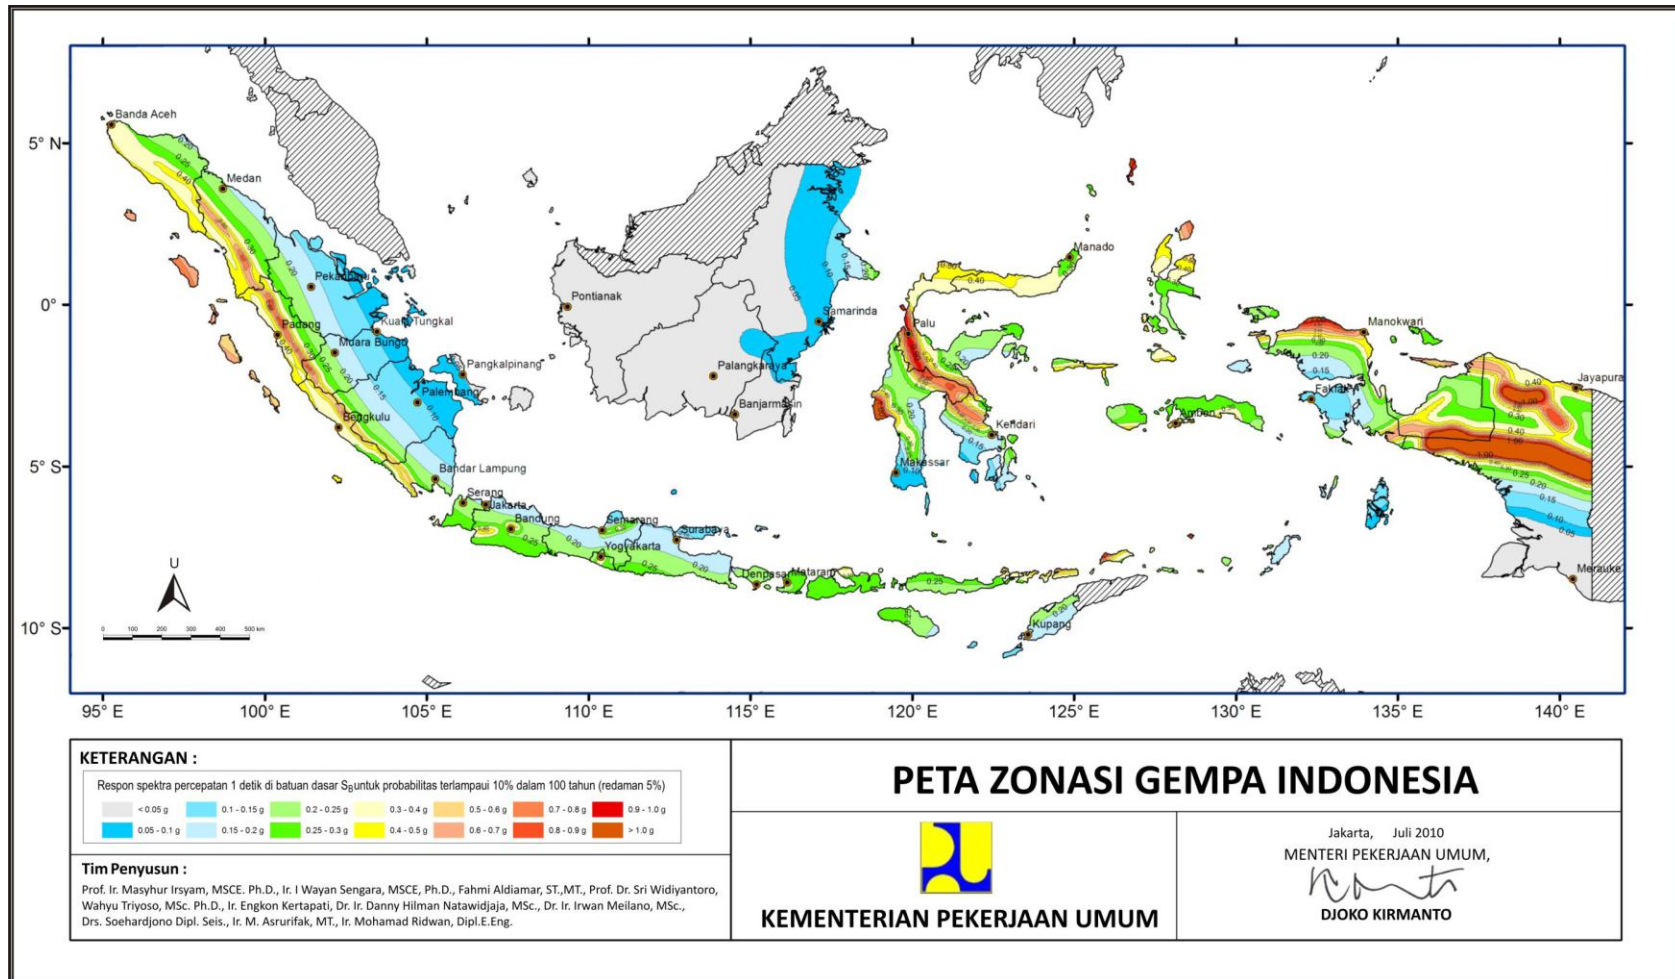 Banda Aceh
Medan
Pekanbaru
Padang
Kuala Tungkal
Muara Bungo
Pangkalpinang
Palembang
Bengkulu
Bandar Lampung
Serang
Jakarta
Bandung
Semarang
Surabaya
Yogyakarta
Denpasar
Mataram
Kupang
Pontianak
Samarinda
Palangkaraya
Banjarmasin
Manado
Palu
Kendari
Makassar
Ambon
Manokwari
Fakfak
Jayapura
Merauke
5° N
0°
5° S
10° S
U
0 100 200 300 400 500 km
95° E 100° E 105° E 110° E 115° E 120° E 125° E 130° E 135° E 140° E
KETERANGAN :
Respon spektra percepatan 1 detik di batuan dasar SB untuk probabilitas terlampaui 10% dalam 100 tahun (redaman 5%)
< 0.05 g 0.1 - 0.15 g 0.2 - 0.25 g 0.3 - 0.4 g 0.5 - 0.6 g 0.7 - 0.8 g 0.9 - 1.0 g
0.05 - 0.1 g 0.15 - 0.2 g 0.25 - 0.3 g 0.4 - 0.5 g 0.6 - 0.7 g 0.8 - 0.9 g > 1.0 g
Tim Penyusun :
Prof. Ir. Masyhur Irsyam, MSCE. Ph.D., Ir. I Wayan Sengara, MSCE, Ph.D., Fahmi Aldiamar, ST.,MT., Prof. Dr. Sri Widiyantoro,
Wahyu Triyoso, MSc. Ph.D., Ir. Engkon Kertapati, Dr. Ir. Danny Hilman Natawidjaja, MSc., Dr. Ir. Irwan Meilano, MSc.,
Drs. Soehardjono Dipl. Seis., Ir. M. Asrurifak, MT., Ir. Mohamad Ridwan, Dipl.E.Eng.
PETA ZONASI GEMPA INDONESIA
KEMENTERIAN PEKERJAAN UMUM
Jakarta, Juli 2010
MENTERI PEKERJAAN UMUM,
DJOKO KIRMANTO